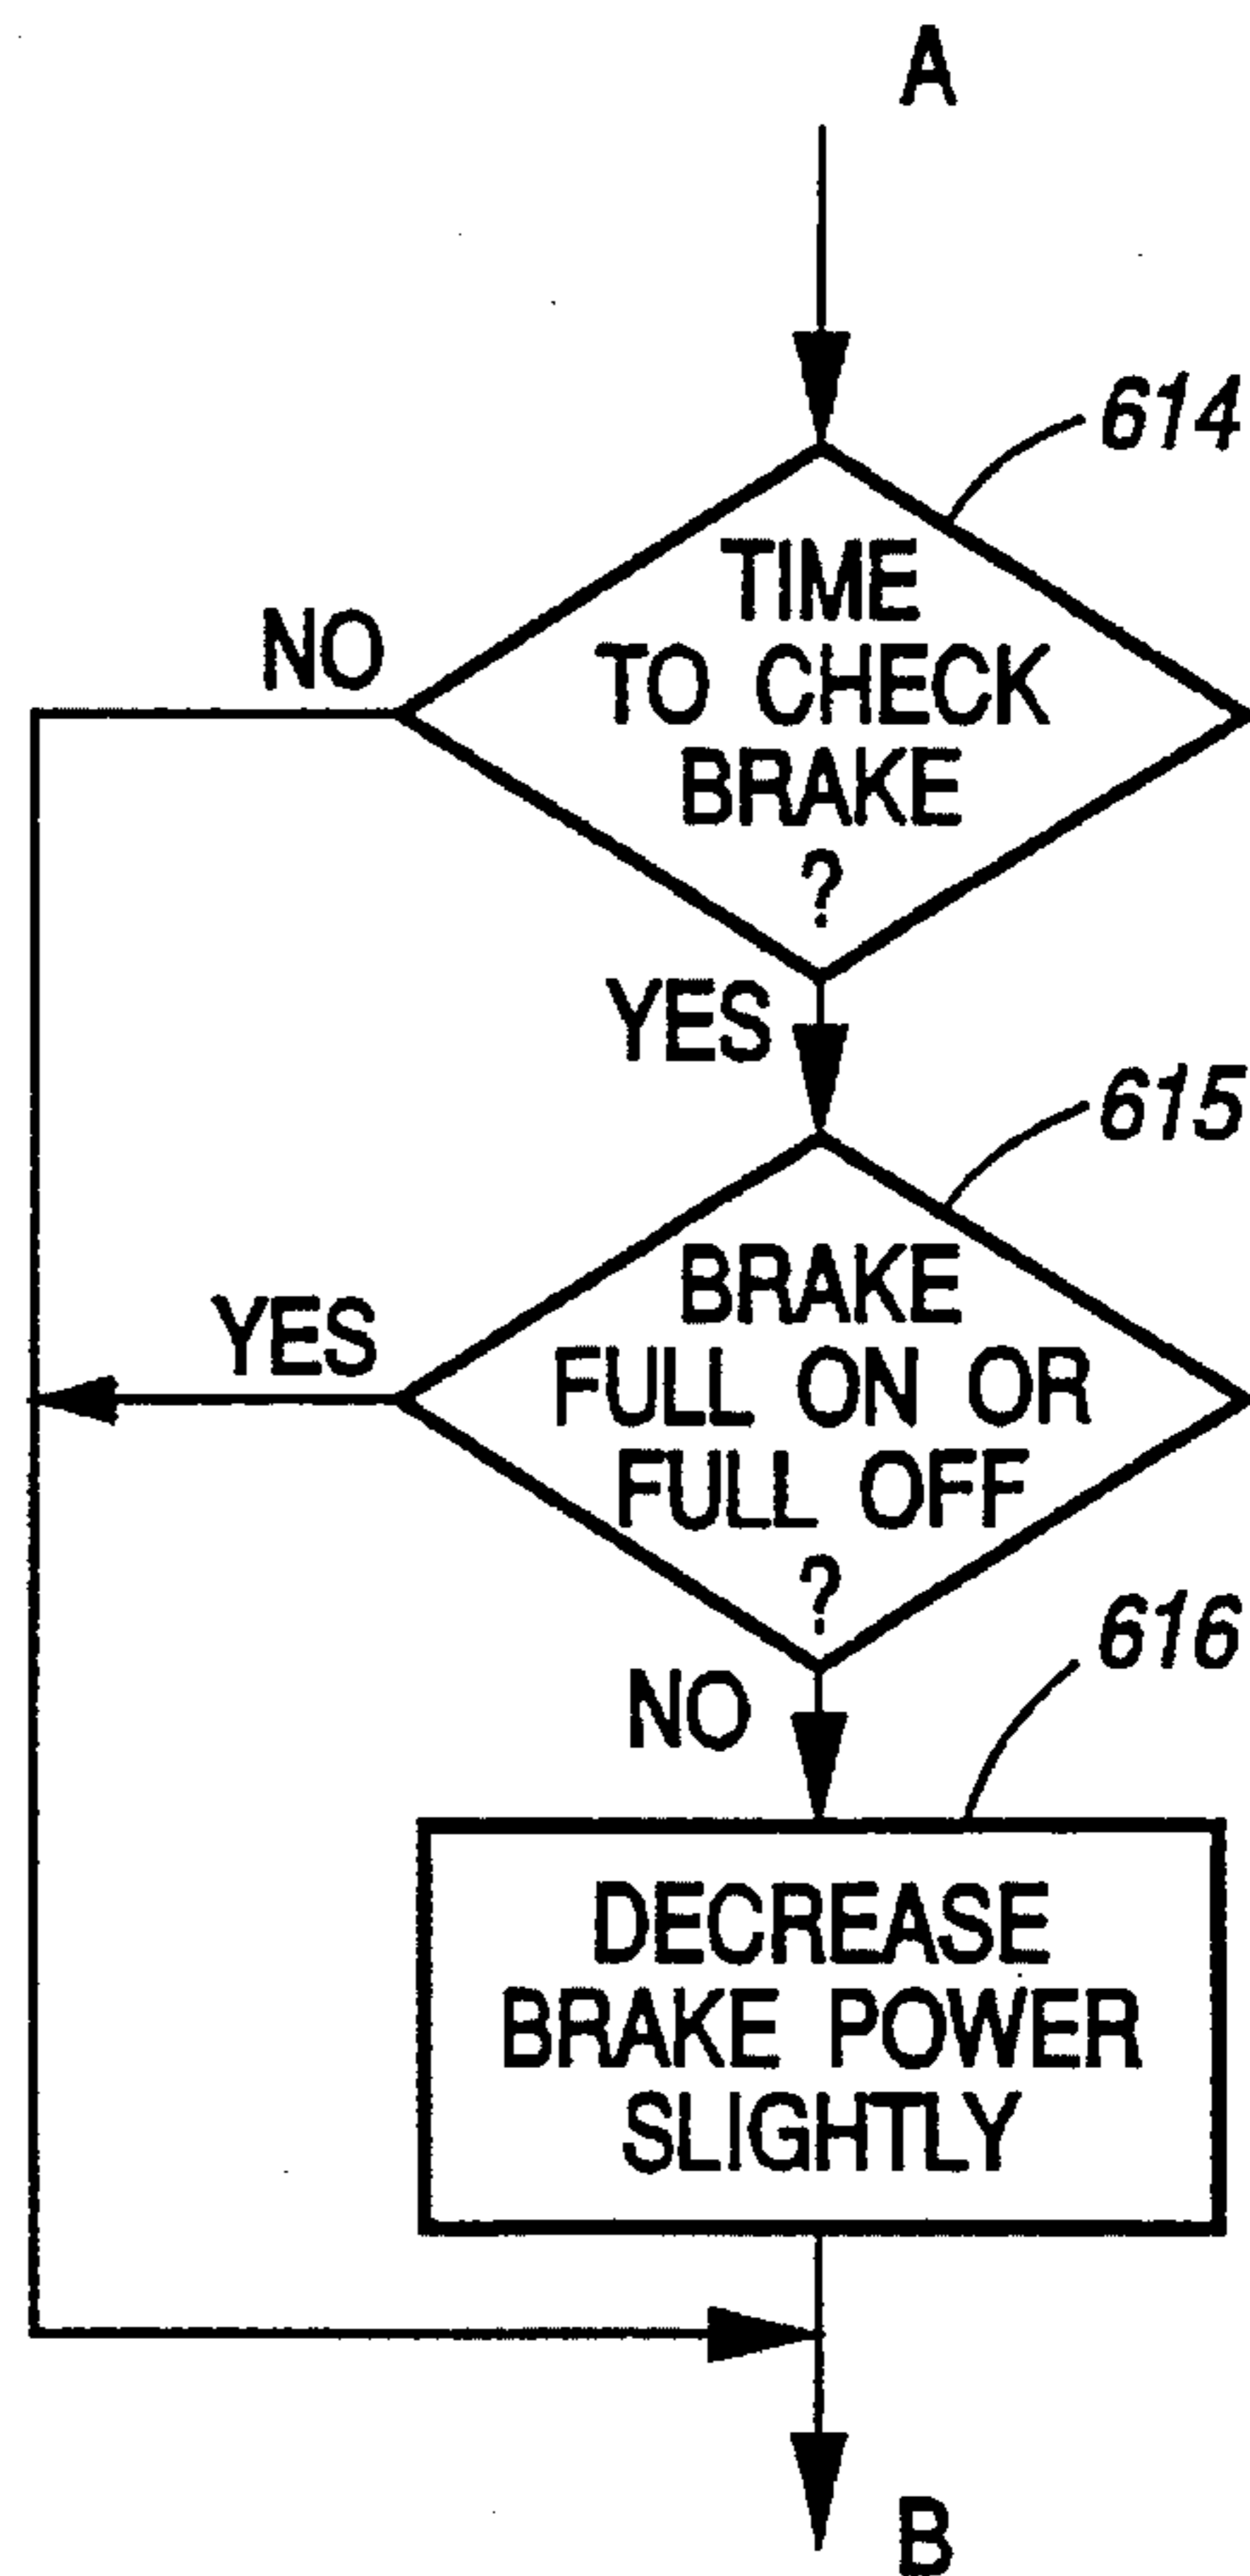 A
614
TIME
TO CHECK
BRAKE
?
NO
YES
615
BRAKE
FULL ON OR
FULL OFF
?
YES
NO
616
DECREASE
BRAKE POWER
SLIGHTLY
B